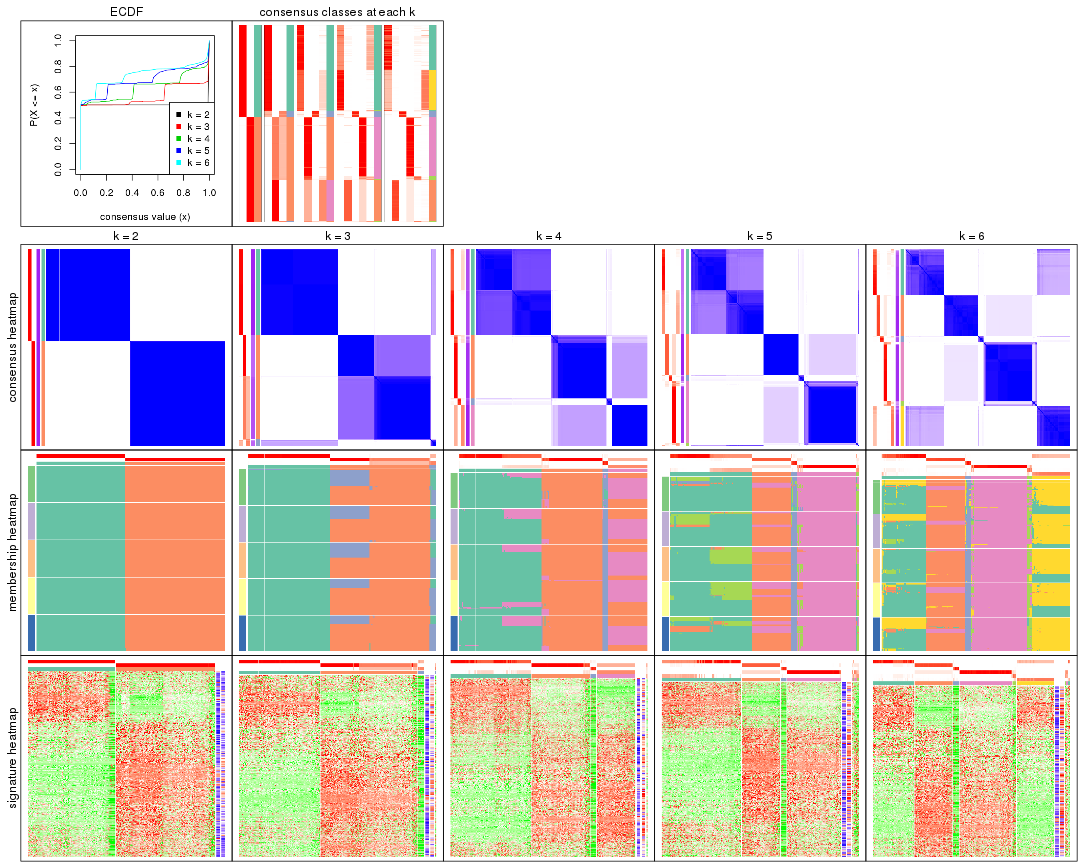 ECDF
consensus classes at each k
P(X <= x)
0.0 0.2 0.4 0.6 0.8 1.0
k = 2
k = 3
k = 4
k = 5
k = 6
0.0 0.2 0.4 0.6 0.8 1.0
consensus value (x)
k = 2 k = 3 k = 4 k = 5 k = 6
consensus heatmap
membership heatmap
signature heatmap